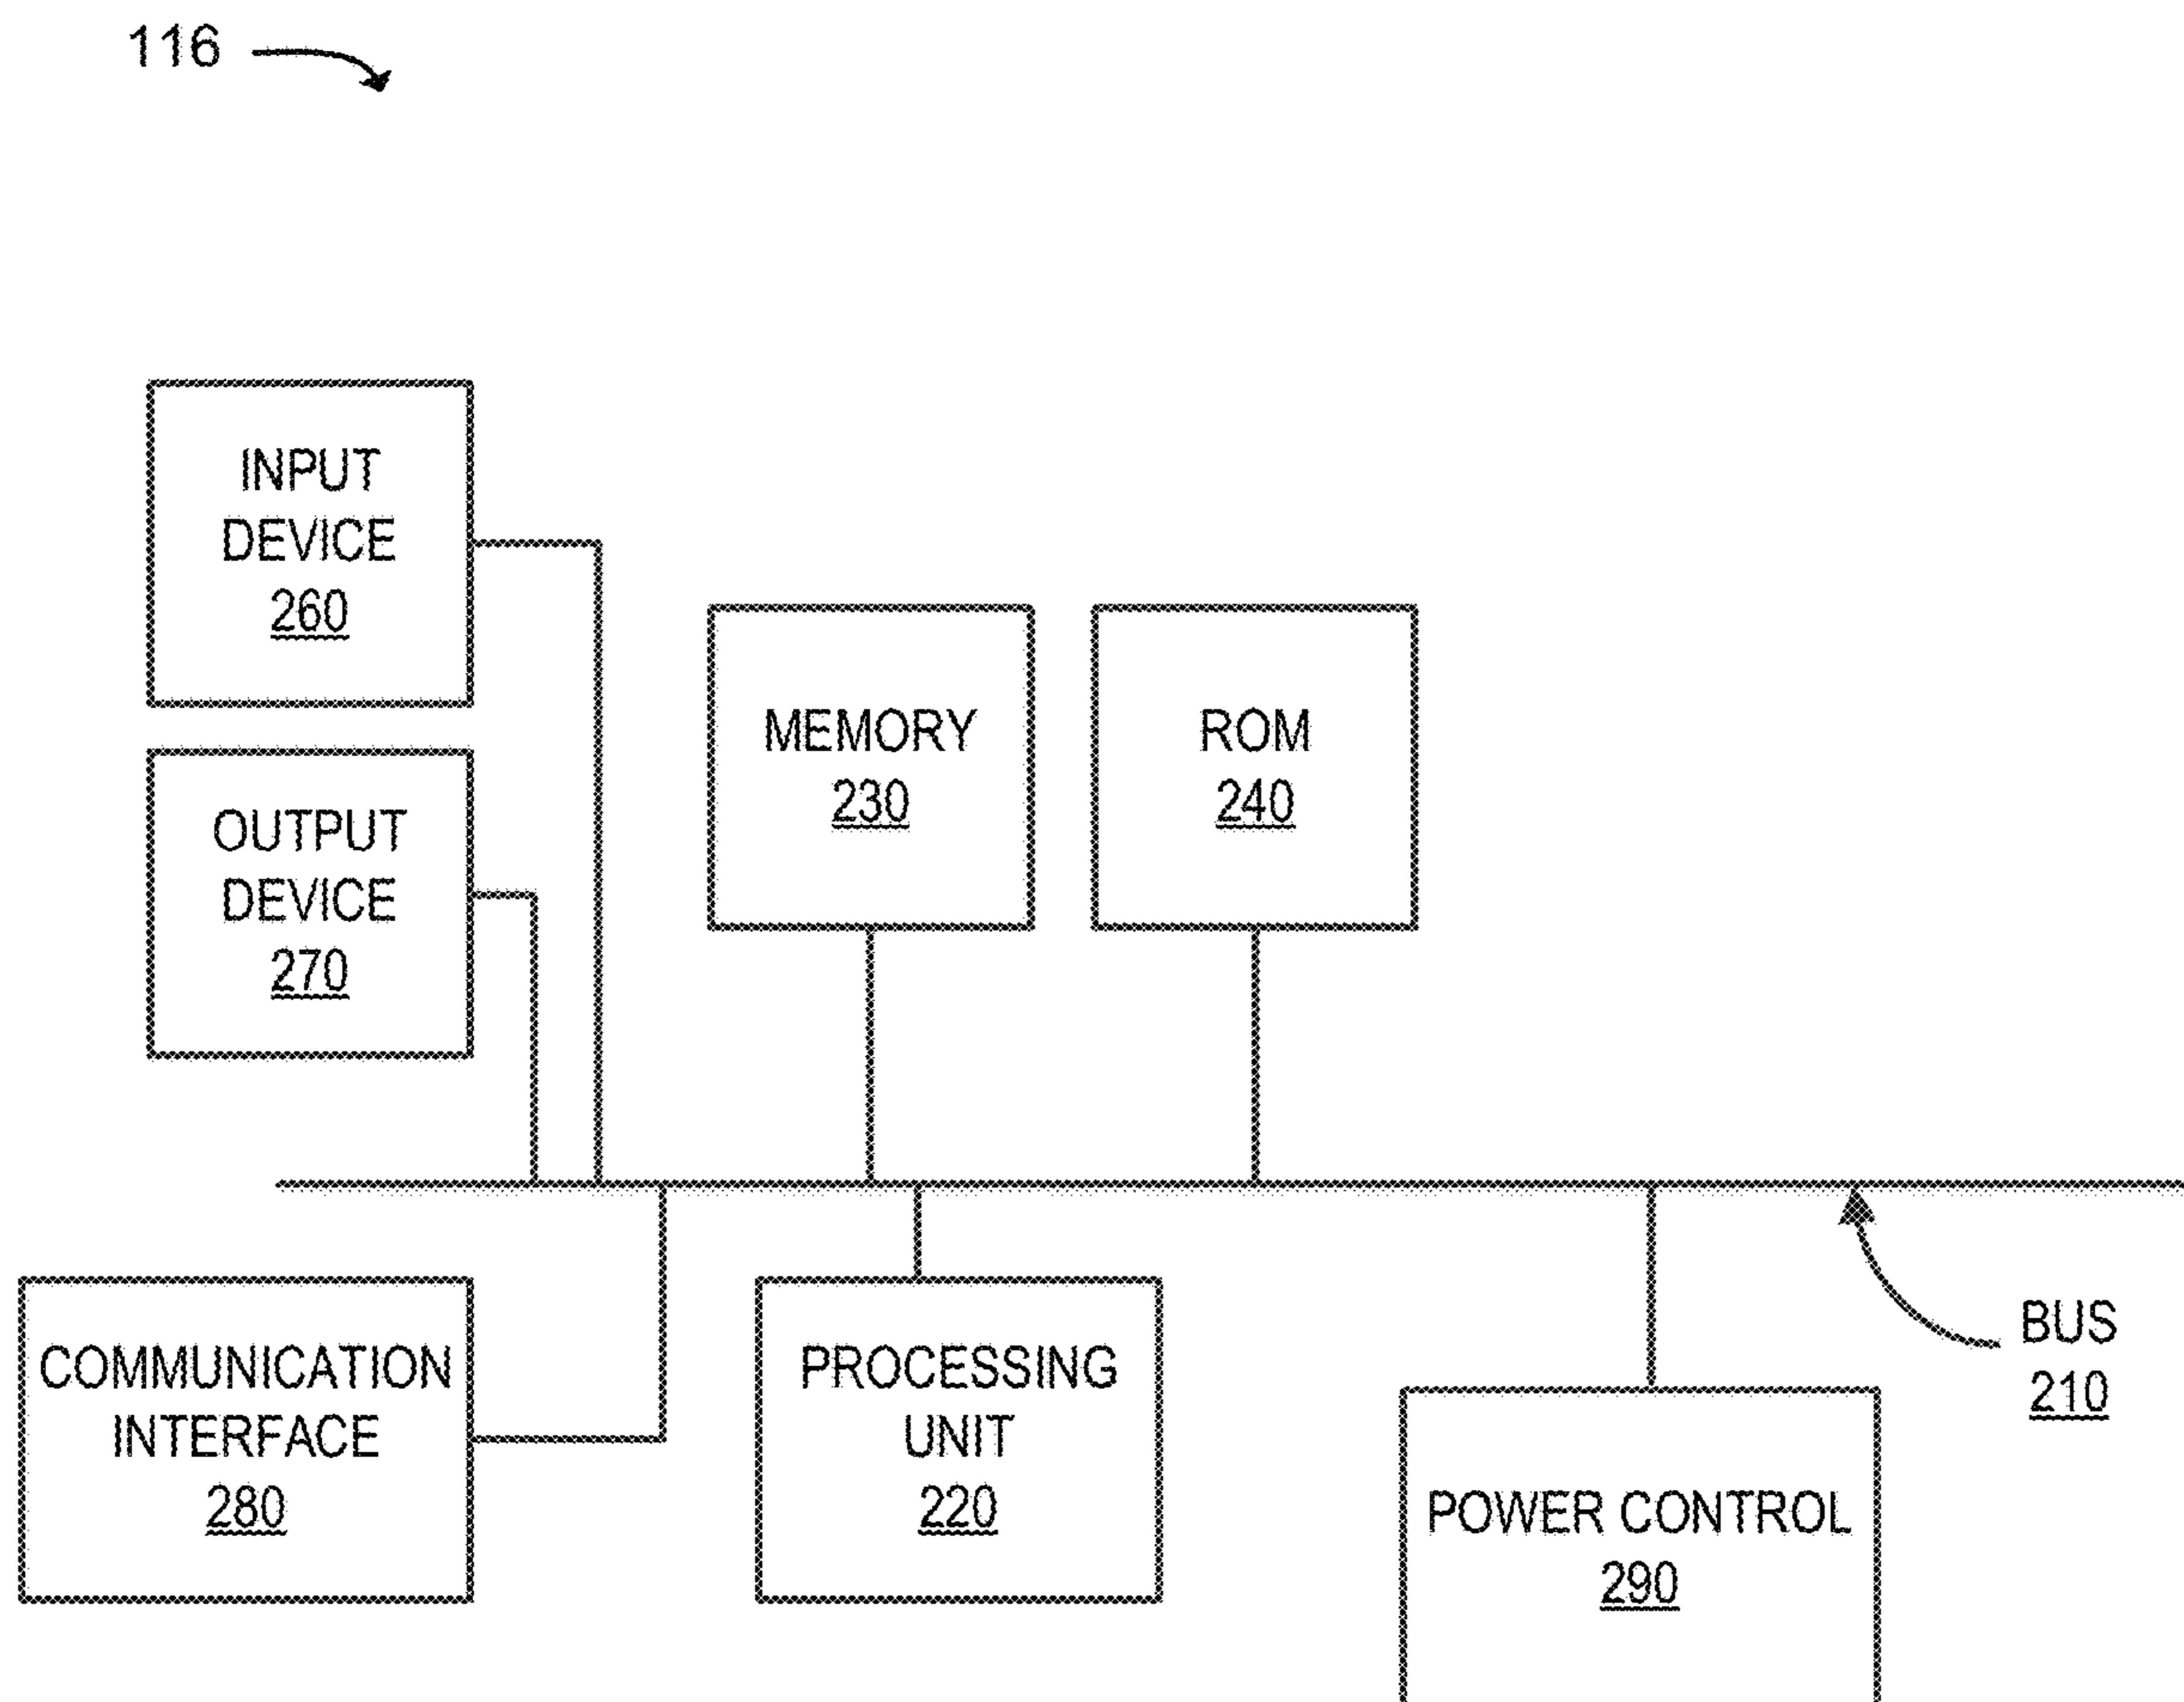 116
INPUT
DEVICE
260
OUTPUT
DEVICE
270
MEMORY
230
ROM
240
COMMUNICATION
INTERFACE
280
PROCESSING
UNIT
220
POWER CONTROL
290
BUS
210